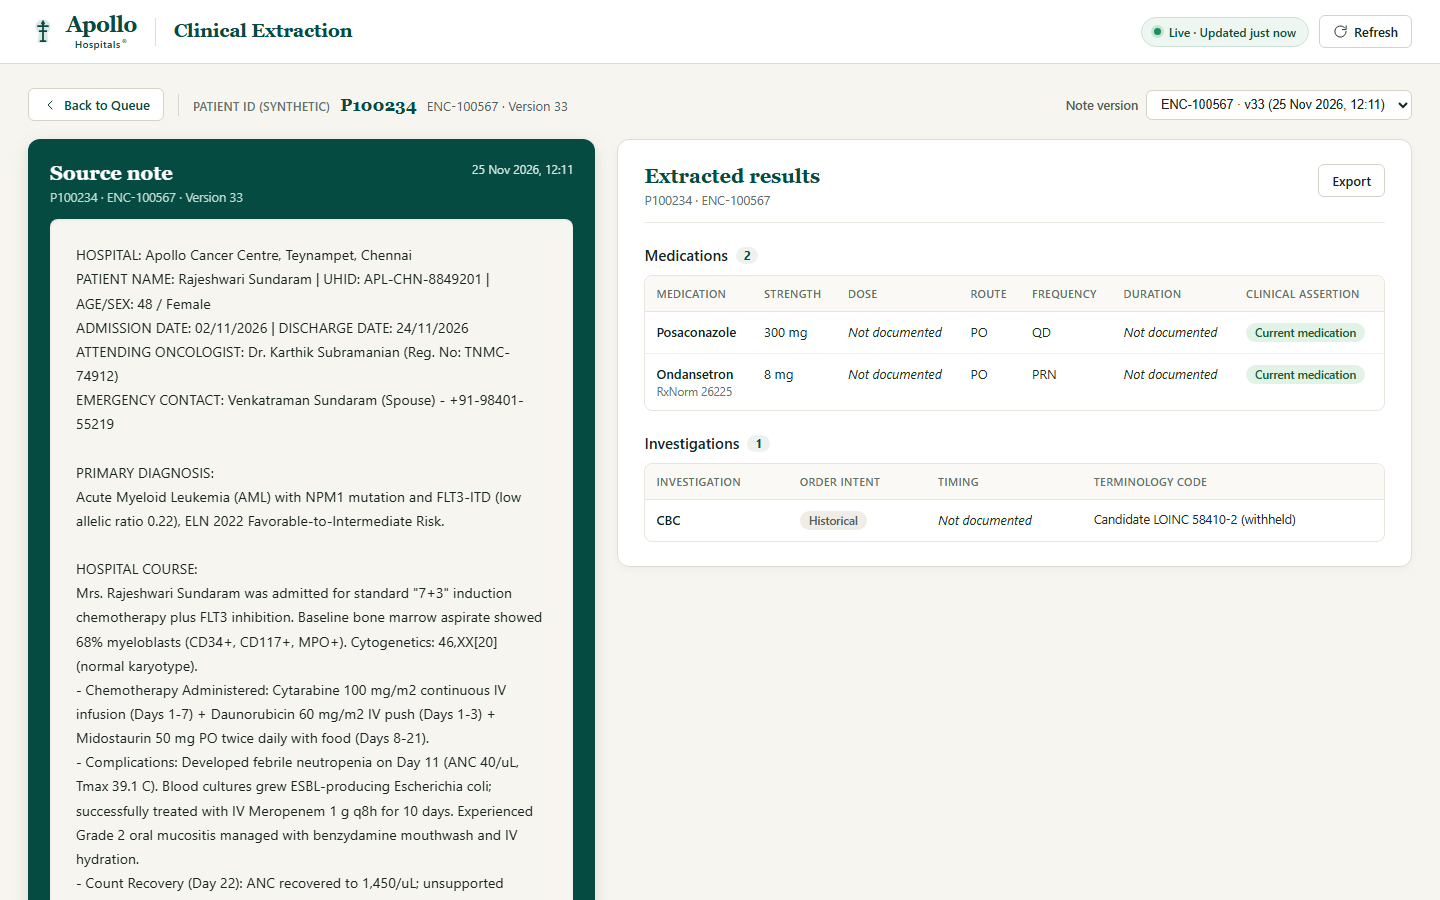 Apollo
Hospitals®
Clinical Extraction
Live · Updated just now
Refresh
Back to Queue
PATIENT ID (SYNTHETIC) P100234 ENC-100567 · Version 33
Note version
ENC-100567 · v33 (25 Nov 2026, 12:11)
Source note
25 Nov 2026, 12:11
P100234 · ENC-100567 · Version 33
HOSPITAL: Apollo Cancer Centre, Teynampet, Chennai
PATIENT NAME: Rajeshwari Sundaram | UHID: APL-CHN-8849201 |
AGE/SEX: 48 / Female
ADMISSION DATE: 02/11/2026 | DISCHARGE DATE: 24/11/2026
ATTENDING ONCOLOGIST: Dr. Karthik Subramanian (Reg. No: TNMC-
74912)
EMERGENCY CONTACT: Venkatraman Sundaram (Spouse) - +91-98401-
55219
PRIMARY DIAGNOSIS:
Acute Myeloid Leukemia (AML) with NPM1 mutation and FLT3-ITD (low
allelic ratio 0.22), ELN 2022 Favorable-to-Intermediate Risk.
HOSPITAL COURSE:
Mrs. Rajeshwari Sundaram was admitted for standard "7+3" induction
chemotherapy plus FLT3 inhibition. Baseline bone marrow aspirate showed
68% myeloblasts (CD34+, CD117+, MPO+). Cytogenetics: 46,XX[20]
(normal karyotype).
- Chemotherapy Administered: Cytarabine 100 mg/m2 continuous IV
infusion (Days 1-7) + Daunorubicin 60 mg/m2 IV push (Days 1-3) +
Midostaurin 50 mg PO twice daily with food (Days 8-21).
- Complications: Developed febrile neutropenia on Day 11 (ANC 40/uL,
Tmax 39.1 C). Blood cultures grew ESBL-producing Escherichia coli;
successfully treated with IV Meropenem 1 g q8h for 10 days. Experienced
Grade 2 oral mucositis managed with benzydamine mouthwash and IV
hydration.
- Count Recovery (Day 22): ANC recovered to 1,450/uL; unsupported
Extracted results
P100234 · ENC-100567
Export
Medications 2
MEDICATION STRENGTH DOSE ROUTE FREQUENCY DURATION CLINICAL ASSERTION
Posaconazole 300 mg Not documented PO QD Not documented Current medication
Ondansetron 8 mg Not documented PO PRN Not documented Current medication
RxNorm 26225
Investigations 1
INVESTIGATION ORDER INTENT TIMING TERMINOLOGY CODE
CBC Historical Not documented Candidate LOINC 58410-2 (withheld)